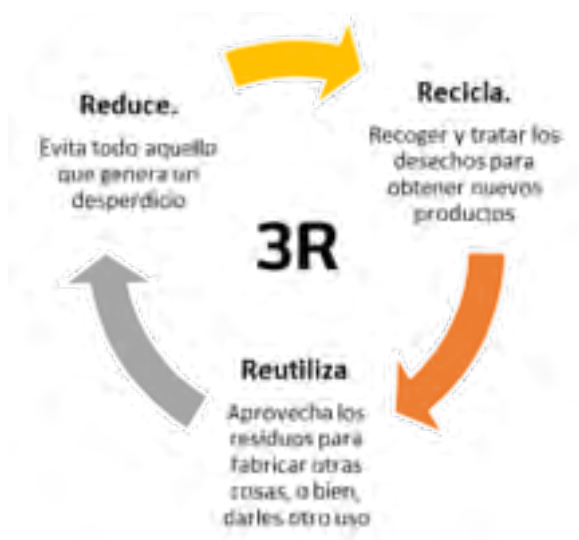 Reduce.
Evita todo aquello
que genera un
desperdicio
Recicla.
Recoger y tratar los
desechos para
obtener nuevos
productos
3R
Reutiliza
Aprovecha los
residuos para
fabricar otras
cosas, o bien,
darles otro uso